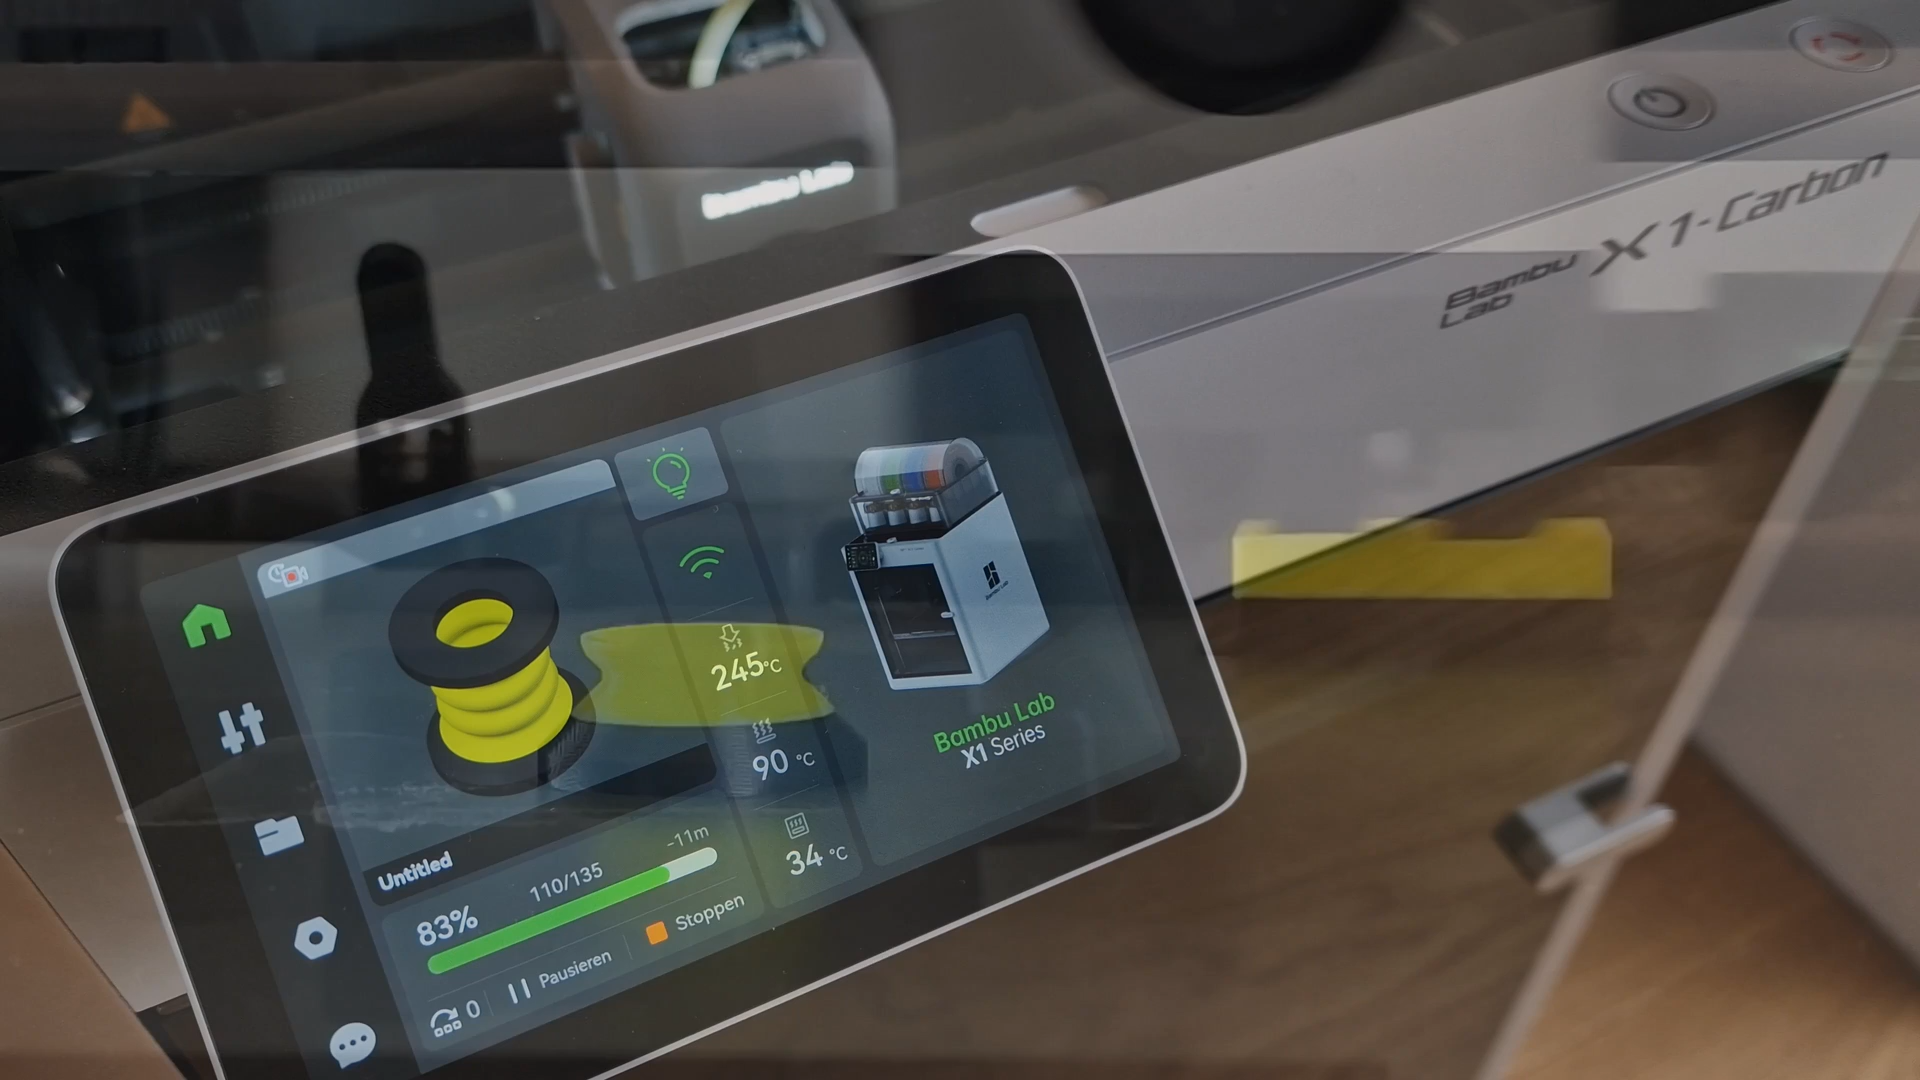 Bambu Lab
Bambu
Lab
X1-Carbon
245°C
90 °C
34 °C
Bambu Lab
X1 Series
Untitled
-11m
110/135
83%
Stoppen
Pausieren
0